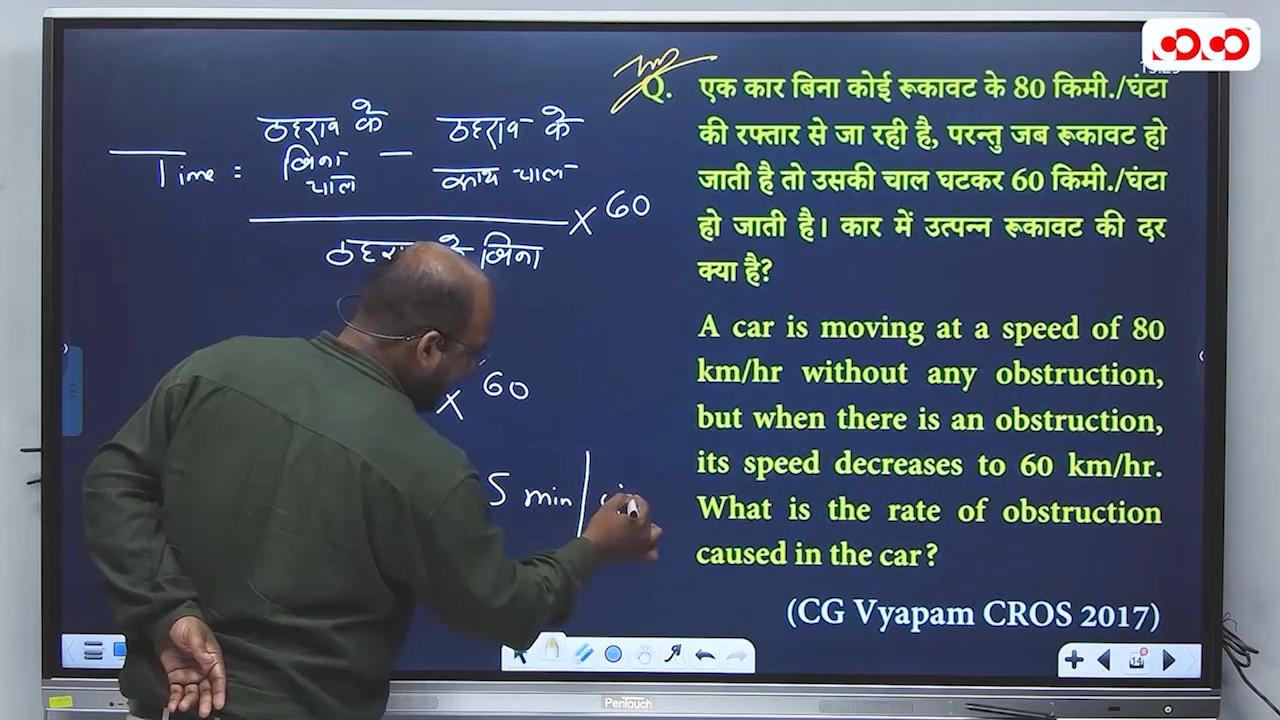 Q. एक कार बिना कोई रूकावट के 80 किमी./घंटा
की रफ्तार से जा रही है, परन्तु जब रूकावट हो
जाती है तो उसकी चाल घटकर 60 किमी./घंटा
हो जाती है। कार में उत्पन्न रूकावट की दर
क्या है?
A car is moving at a speed of 80
km/hr without any obstruction,
but when there is an obstruction,
its speed decreases to 60 km/hr.
What is the rate of obstruction
caused in the car?
(CG Vyapam CROS 2017)
ठहराव के ठहराव के
Time = बिना चाल - साथ चाल
× 60
ठहराव के बिना
× 60
5 min
14
PenTouch